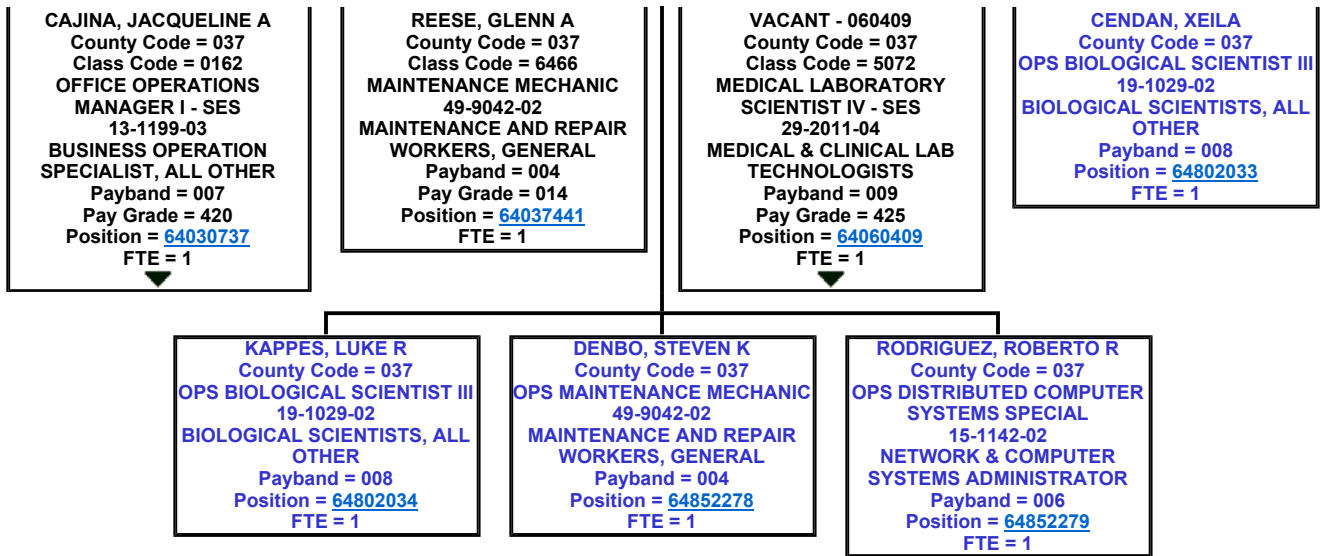 CAJINA, JACQUELINE A
County Code = 037
Class Code = 0162
OFFICE OPERATIONS
MANAGER I - SES
13-1199-03
BUSINESS OPERATION
SPECIALIST, ALL OTHER
Payband = 007
Pay Grade = 420
Position = 64030737
FTE = 1
REESE, GLENN A
County Code = 037
Class Code = 6466
MAINTENANCE MECHANIC
49-9042-02
MAINTENANCE AND REPAIR
WORKERS, GENERAL
Payband = 004
Pay Grade = 014
Position = 64037441
FTE = 1
VACANT - 060409
County Code = 037
Class Code = 5072
MEDICAL LABORATORY
SCIENTIST IV - SES
29-2011-04
MEDICAL & CLINICAL LAB
TECHNOLOGISTS
Payband = 009
Pay Grade = 425
Position = 64060409
FTE = 1
CENDAN, XEILA
County Code = 037
OPS BIOLOGICAL SCIENTIST III
19-1029-02
BIOLOGICAL SCIENTISTS, ALL
OTHER
Payband = 008
Position = 64802033
FTE = 1
KAPPES, LUKE R
County Code = 037
OPS BIOLOGICAL SCIENTIST III
19-1029-02
BIOLOGICAL SCIENTISTS, ALL
OTHER
Payband = 008
Position = 64802034
FTE = 1
DENBO, STEVEN K
County Code = 037
OPS MAINTENANCE MECHANIC
49-9042-02
MAINTENANCE AND REPAIR
WORKERS, GENERAL
Payband = 004
Position = 64852278
FTE = 1
RODRIGUEZ, ROBERTO R
County Code = 037
OPS DISTRIBUTED COMPUTER
SYSTEMS SPECIAL
15-1142-02
NETWORK & COMPUTER
SYSTEMS ADMINISTRATOR
Payband = 006
Position = 64852279
FTE = 1